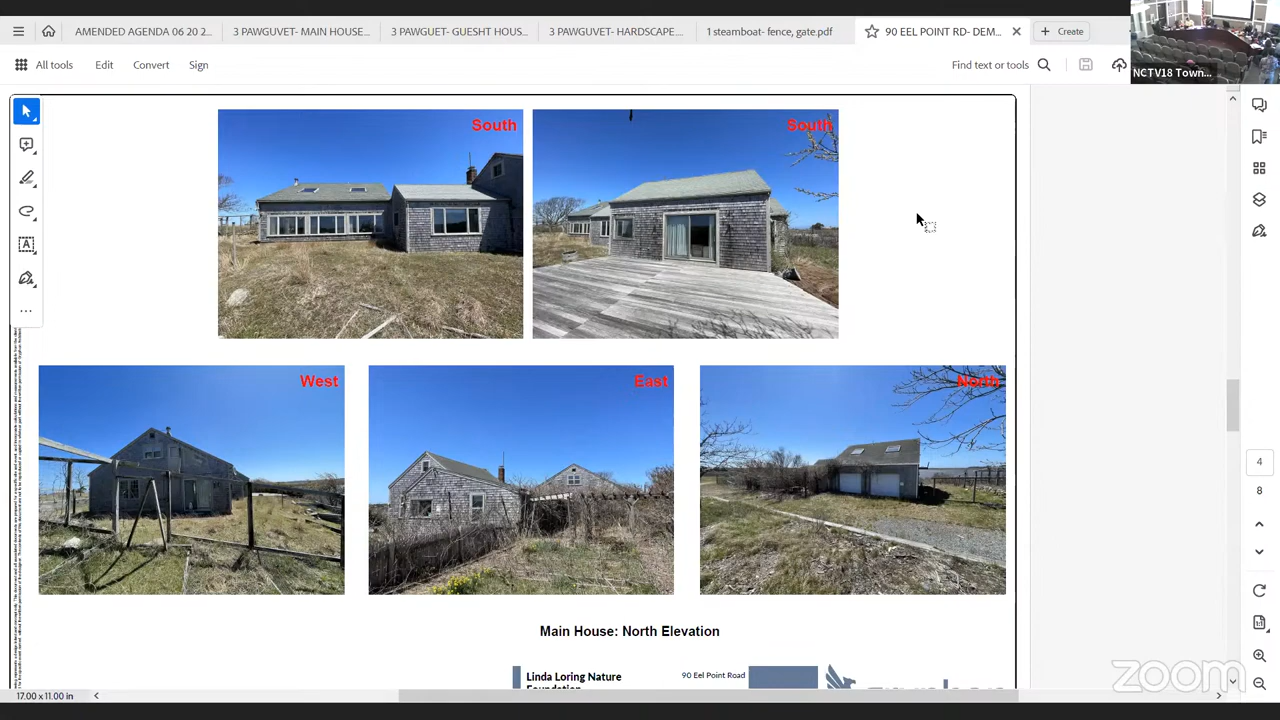 AMENDED AGENDA 06 20 2
3 PAWGUVET- MAIN HOUSE...
3 PAWGUET- GUESHT HOUS...
3 PAWGUVET- HARDSCAPE....
1 steamboat- fence, gate.pdf
90 EEL POINT RD- DEM...
Create
NCTV18 Town...
All tools
Edit
Convert
Sign
Find text or tools
South
South
West
East
North
Main House: North Elevation
Linda Loring Nature
Foundation
90 Eel Point Road
4
8
17.00 x 11.00 in
zoom